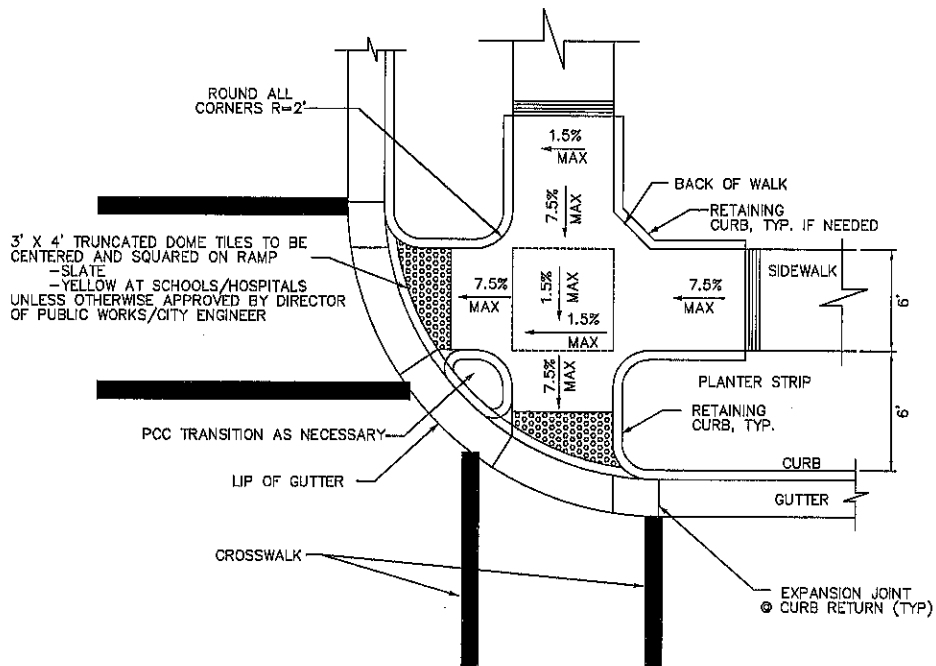 ROUND ALL
CORNERS R=2'
1.5%
MAX
7.5%
MAX
BACK OF WALK
RETAINING
CURB, TYP. IF NEEDED
3' X 4' TRUNCATED DOME TILES TO BE
CENTERED AND SQUARED ON RAMP
-SLATE
-YELLOW AT SCHOOLS/HOSPITALS
UNLESS OTHERWISE APPROVED BY DIRECTOR
OF PUBLIC WORKS/CITY ENGINEER
7.5%
MAX
1.5%
MAX
1.5%
MAX
7.5%
MAX
SIDEWALK
6'
7.5%
MAX
PLANTER STRIP
6'
RETAINING
CURB, TYP.
PCC TRANSITION AS NECESSARY
LIP OF GUTTER
CURB
GUTTER
CROSSWALK
EXPANSION JOINT
@ CURB RETURN (TYP)